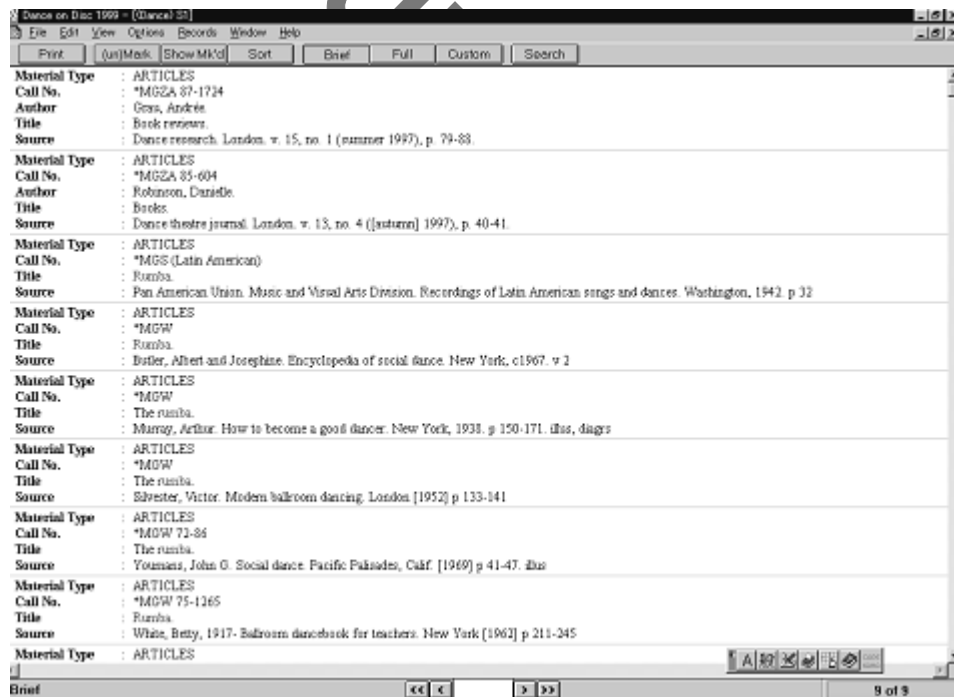 Dance on Disc 1999 - [(Dance) S1]
File Edit View Options Records Window Help
Print (un)Mark Show Mk'd Sort Brief Full Custom Search
Material Type : ARTICLES
Call No. : *MGZA 87-1724
Author : Grau, Andrée.
Title : Book reviews.
Source : Dance research. London. v. 15, no. 1 (summer 1997), p. 79-88.
Material Type : ARTICLES
Call No. : *MGZA 85-604
Author : Robinson, Danielle.
Title : Books.
Source : Dance theatre journal. London. v. 13, no. 4 ([autumn] 1997), p. 40-41.
Material Type : ARTICLES
Call No. : *MGS (Latin American)
Title : Rumba.
Source : Pan American Union. Music and Visual Arts Division. Recordings of Latin American songs and dances. Washington, 1942. p 32
Material Type : ARTICLES
Call No. : *MGW
Title : Rumba.
Source : Butler, Albert and Josephine. Encyclopedia of social dance. New York, c1967. v 2
Material Type : ARTICLES
Call No. : *MGW
Title : The rumba.
Source : Murray, Arthur. How to become a good dancer. New York, 1938. p 150-171. illus, diagrs
Material Type : ARTICLES
Call No. : *MGW
Title : The rumba.
Source : Silvester, Victor. Modern ballroom dancing. London [1952] p 133-141
Material Type : ARTICLES
Call No. : *MGW 72-86
Title : The rumba.
Source : Youmans, John G. Social dance. Pacific Palisades, Calif. [1969] p 41-47. illus
Material Type : ARTICLES
Call No. : *MGW 75-1265
Title : Rumba.
Source : White, Betty, 1917- Ballroom dancebook for teachers. New York [1962] p 211-245
Material Type : ARTICLES
Brief 9 of 9